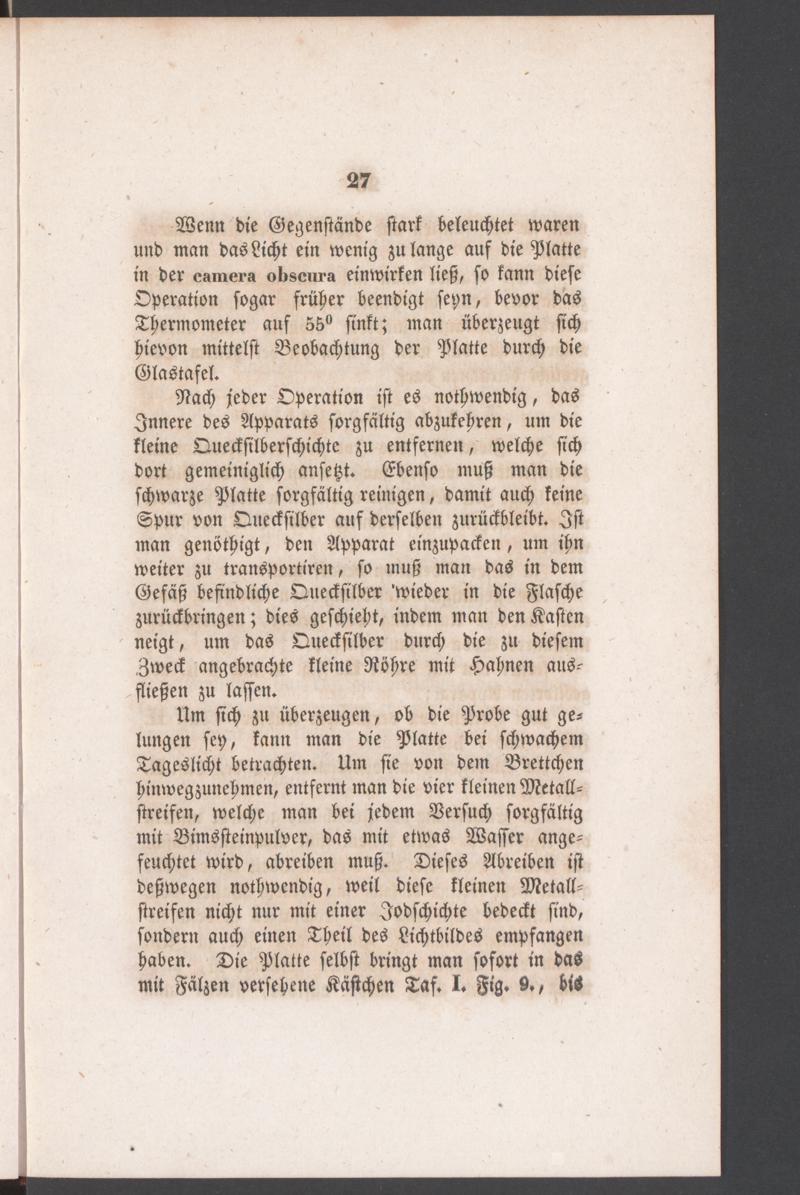 27
Wenn die Gegenstände stark beleuchtet waren
und man das Licht ein wenig zu lange auf die Platte
in der camera obscura einwirken ließ, so kann diese
Operation sogar früher beendigt seyn, bevor das
Thermometer auf 55⁰ sinkt; man überzeugt sich
hievon mittelst Beobachtung der Platte durch die
Glastafel.
Nach jeder Operation ist es nothwendig, das
Innere des Apparats sorgfältig abzukehren, um die
kleine Quecksilberschichte zu entfernen, welche sich
dort gemeiniglich ansetzt. Ebenso muß man die
schwarze Platte sorgfältig reinigen, damit auch keine
Spur von Quecksilber auf derselben zurückbleibt. Ist
man genöthigt, den Apparat einzupacken, um ihn
weiter zu transportiren, so muß man das in dem
Gefäß befindliche Quecksilber wieder in die Flasche
zurückbringen; dies geschieht, indem man den Kasten
neigt, um das Quecksilber durch die zu diesem
Zweck angebrachte kleine Röhre mit Hahnen aus-
fließen zu lassen.
Um sich zu überzeugen, ob die Probe gut ge-
lungen sey, kann man die Platte bei schwachem
Tageslicht betrachten. Um sie von dem Brettchen
hinwegzunehmen, entfernt man die vier kleinen Metall-
streifen, welche man bei jedem Versuch sorgfältig
mit Bimssteinpulver, das mit etwas Wasser ange-
feuchtet wird, abreiben muß. Dieses Abreiben ist
deßwegen nothwendig, weil diese kleinen Metall-
streifen nicht nur mit einer Jodschichte bedeckt sind,
sondern auch einen Theil des Lichtbildes empfangen
haben. Die Platte selbst bringt man sofort in das
mit Fälzen versehene Kästchen Taf. I. Fig. 9., bis